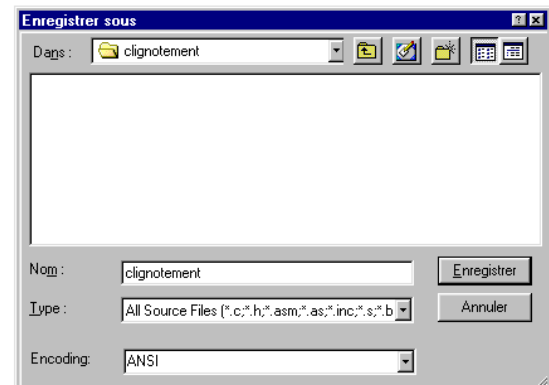 Enregistrer sous
Dans : clignotement
Nom : clignotement Enregistrer
Type : All Source Files (*.c;*.h;*.asm;*.as;*.inc;*.s;*.b Annuler
Encoding: ANSI